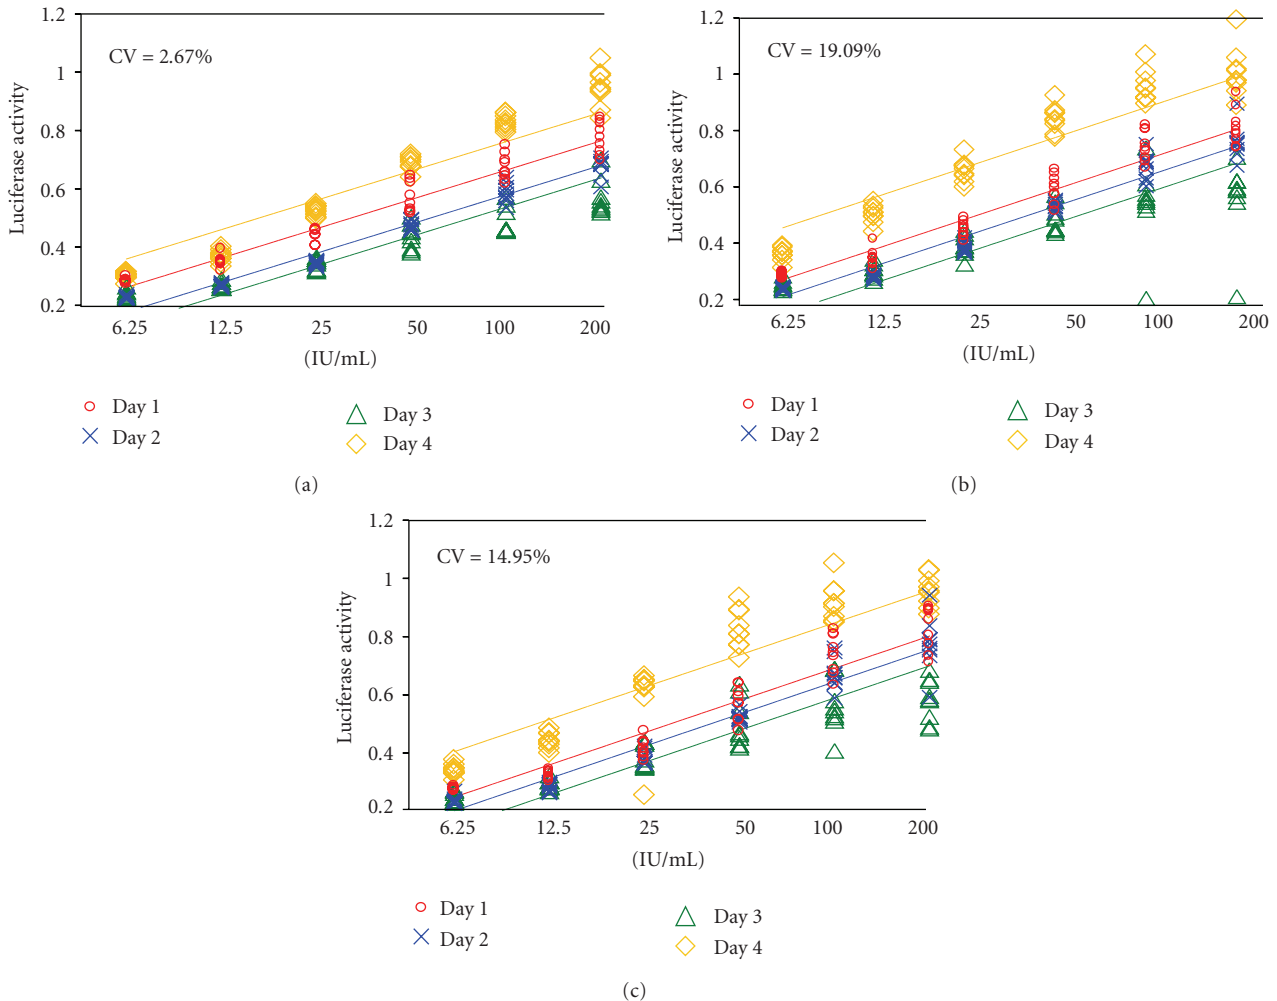 1.2
1
0.8
0.6
0.4
0.2
Luciferase activity
CV = 2.67%
6.25 12.5 25 50 100 200
(IU/mL)
Day 1
Day 2
Day 3
Day 4
(a)
1.2
1
0.8
0.6
0.4
0.2
Luciferase activity
CV = 19.09%
6.25 12.5 25 50 100 200
(IU/mL)
Day 1
Day 2
Day 3
Day 4
(b)
1.2
1
0.8
0.6
0.4
0.2
Luciferase activity
CV = 14.95%
6.25 12.5 25 50 100 200
(IU/mL)
Day 1
Day 2
Day 3
Day 4
(c)